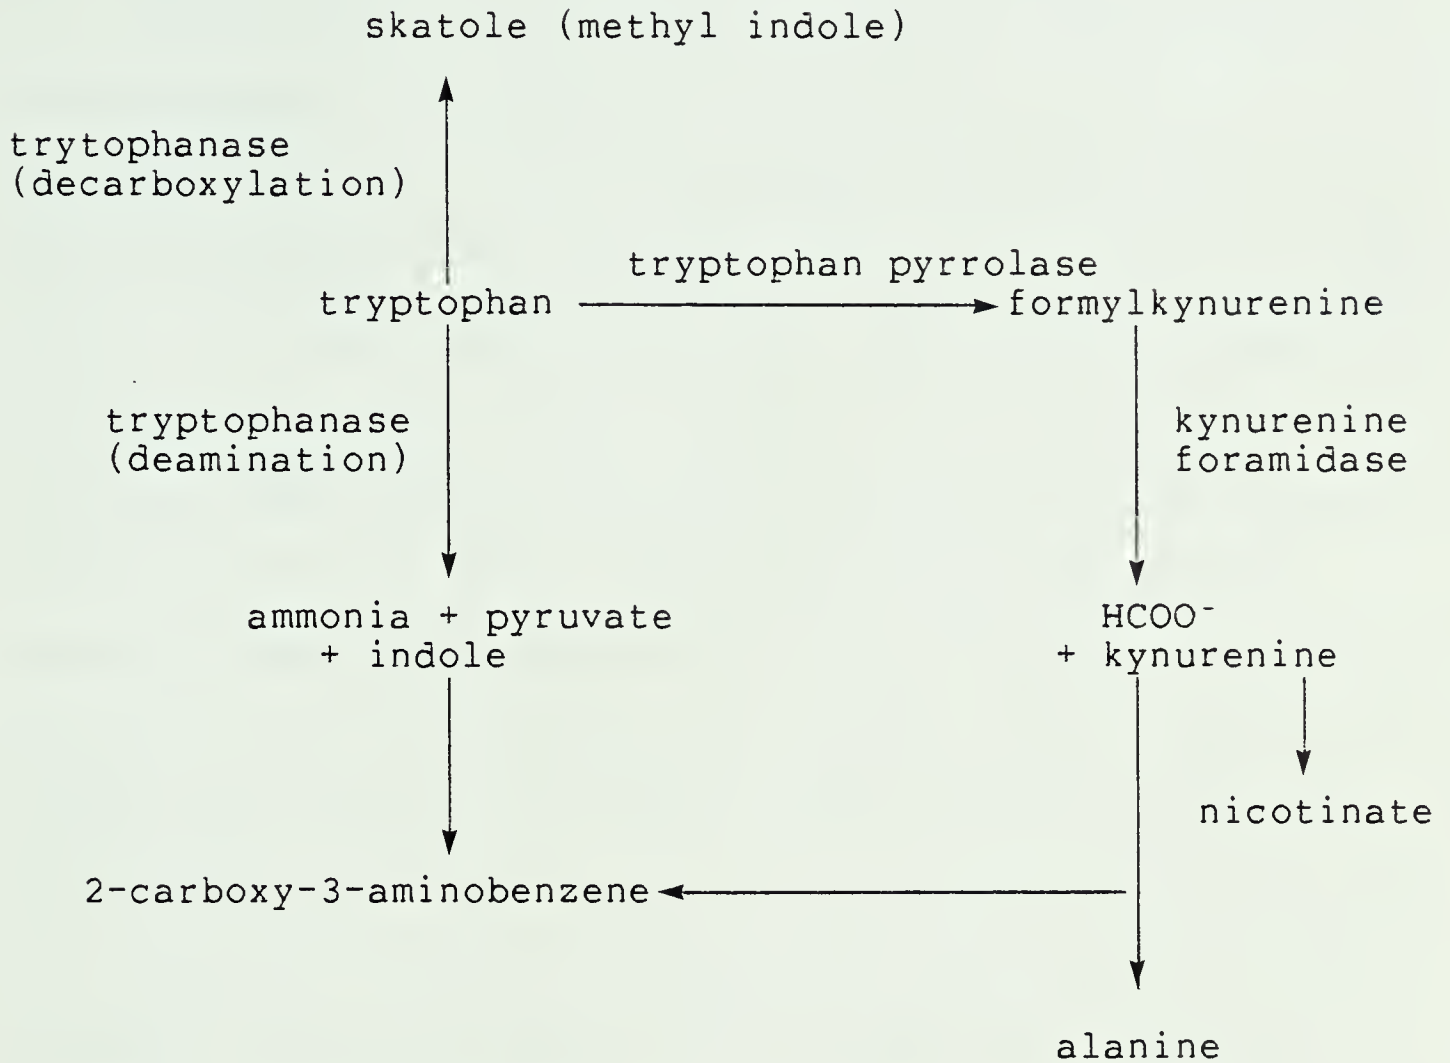 skatole (methyl indole)
trytophanase
(decarboxylation)
tryptophan pyrrolase
tryptophan
formylkynurenine
tryptophanase
(deamination)
kynurenine
foramidase
ammonia + pyruvate
+ indole
HCOO⁻
+ kynurenine
nicotinate
2-carboxy-3-aminobenzene
alanine